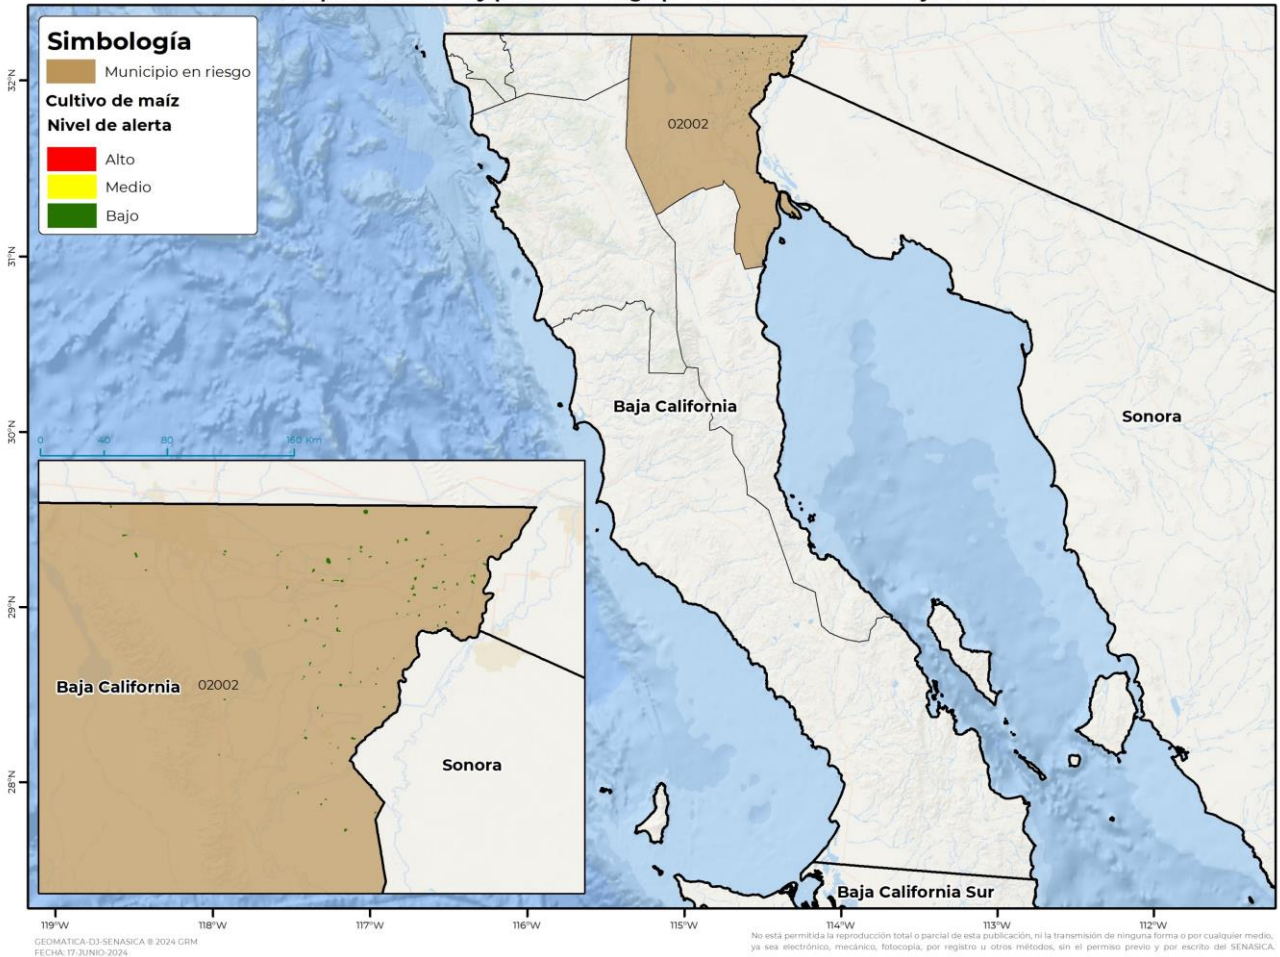 Simbología
Municipio en riesgo
Cultivo de maíz
Nivel de alerta
Alto
Medio
Bajo
32°N
31°N
30°N
29°N
28°N
02002
Baja California
Sonora
0 40 80 160 Km
Baja California 02002
Sonora
Baja California Sur
119°W 118°W 117°W 116°W 115°W 114°W 113°W 112°W
GEOMATICA-DJ-SENASICA ® 2024 GRM
FECHA: 17-JUNIO-2024
No está permitida la reproducción total o parcial de esta publicación, ni la transmisión de ninguna forma o por cualquier medio,
ya sea electrónico, mecánico, fotocopia, por registro u otros métodos, sin el permiso previo y por escrito del SENASICA.